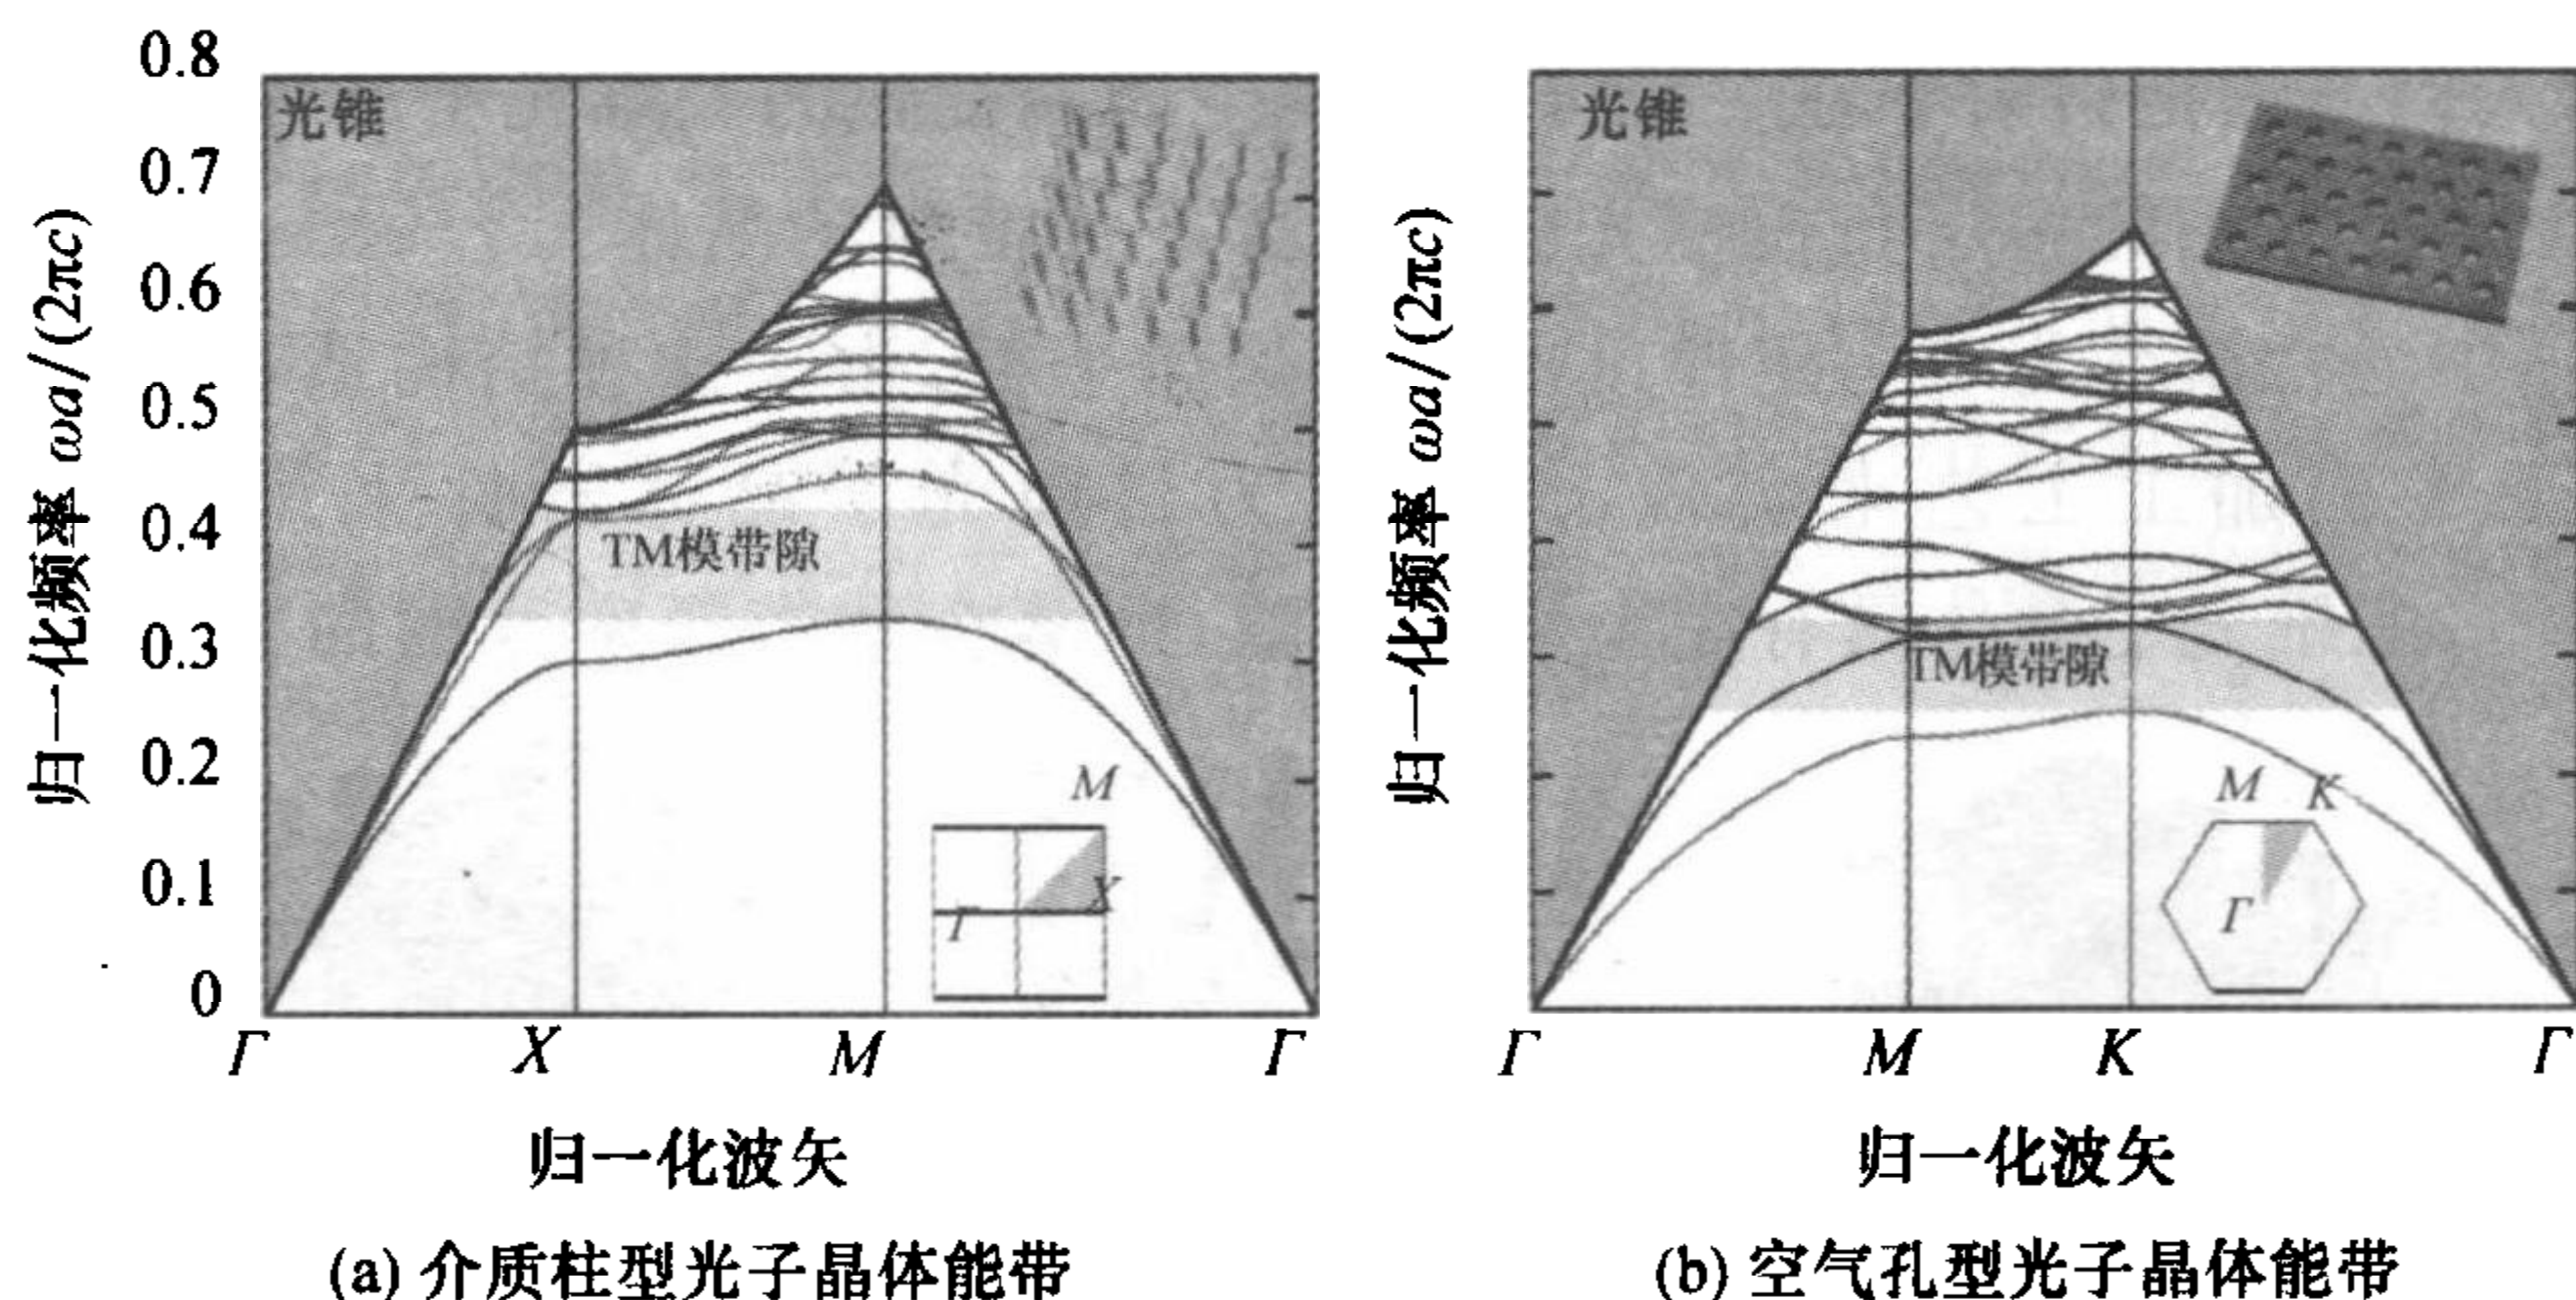 0.8
0.7
0.6
0.5
0.4
0.3
0.2
0.1
0
归一化频率 ωa/(2πc)
光锥
TM模带隙
M
X
Γ
Γ X M Γ
归一化波矢
(a) 介质柱型光子晶体能带
归一化频率 ωa/(2πc)
光锥
TM模带隙
M K
Γ
Γ M K Γ
归一化波矢
(b) 空气孔型光子晶体能带